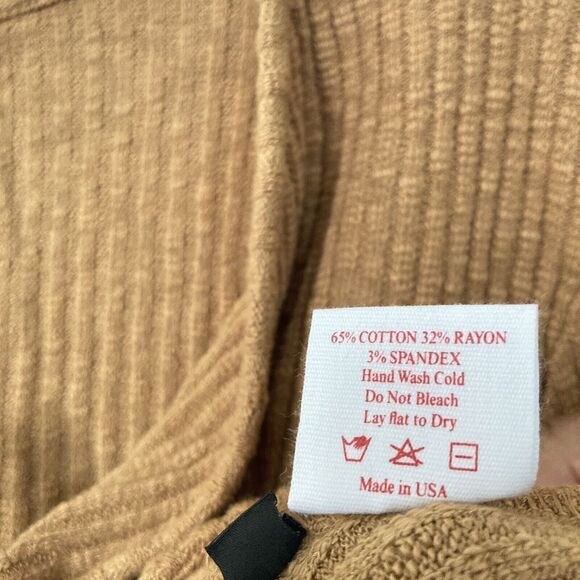 65% COTTON 32% RAYON
3% SPANDEX
Hand Wash Cold
Do Not Bleach
Lay flat to Dry
Made in USA